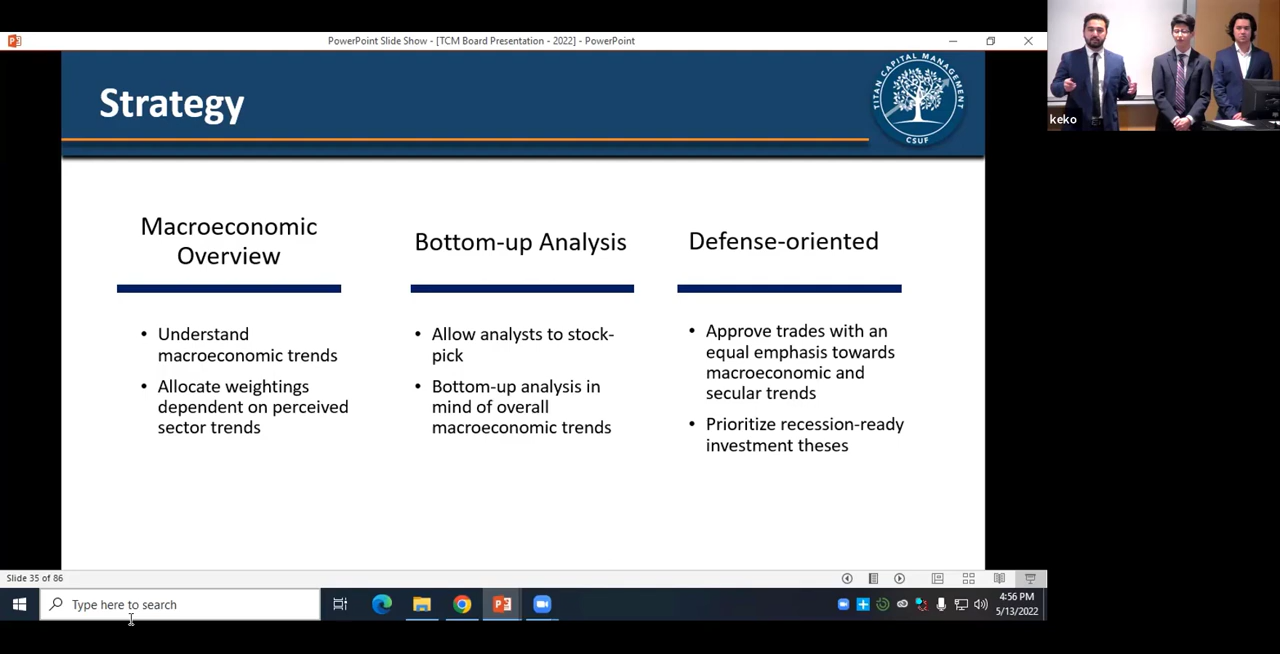 PowerPoint Slide Show - [TCM Board Presentation - 2022] - PowerPoint
Strategy
TITAN CAPITAL MANAGEMENT
CSUF
keko
Macroeconomic
Overview
• Understand
macroeconomic trends
• Allocate weightings
dependent on perceived
sector trends
Bottom-up Analysis
• Allow analysts to stock-
pick
• Bottom-up analysis in
mind of overall
macroeconomic trends
Defense-oriented
• Approve trades with an
equal emphasis towards
macroeconomic and
secular trends
• Prioritize recession-ready
investment theses
Slide 35 of 86
Type here to search
4:56 PM
5/13/2022